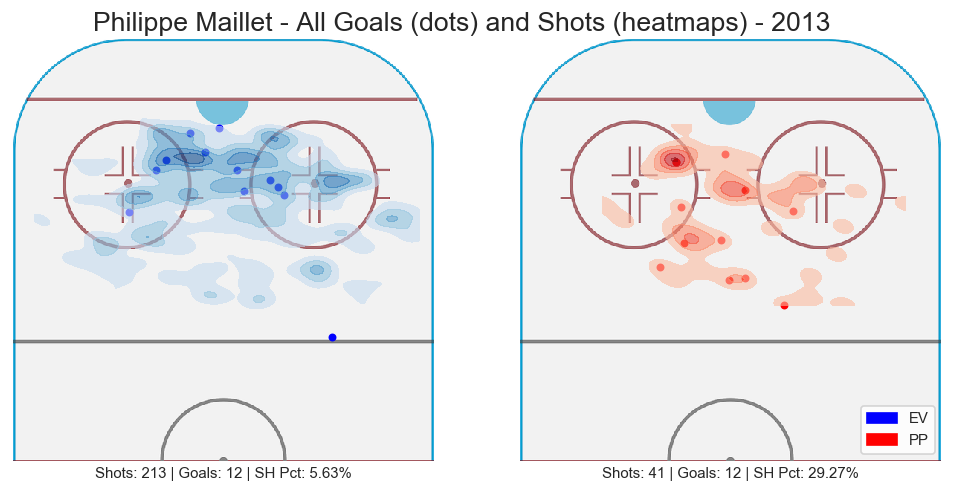 Philippe Maillet - All Goals (dots) and Shots (heatmaps) - 2013
EV
PP
Shots: 213 | Goals: 12 | SH Pct: 5.63%
Shots: 41 | Goals: 12 | SH Pct: 29.27%